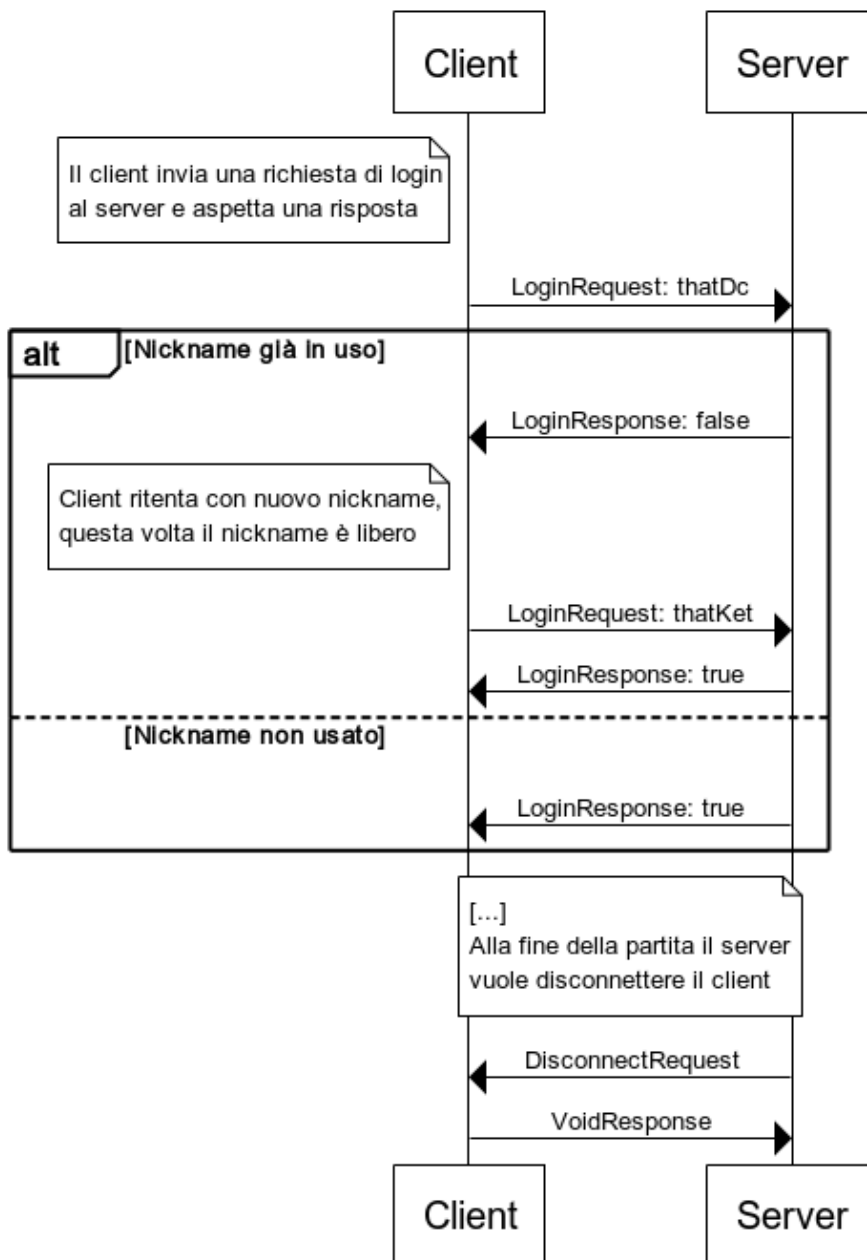 Client
Server
Il client invia una richiesta di login
al server e aspetta una risposta
LoginRequest: thatDc
alt
[Nickname già in uso]
LoginResponse: false
Client ritenta con nuovo nickname,
questa volta il nickname è libero
LoginRequest: thatKet
LoginResponse: true
[Nickname non usato]
LoginResponse: true
[...]
Alla fine della partita il server
vuole disconnettere il client
DisconnectRequest
VoidResponse
Client
Server